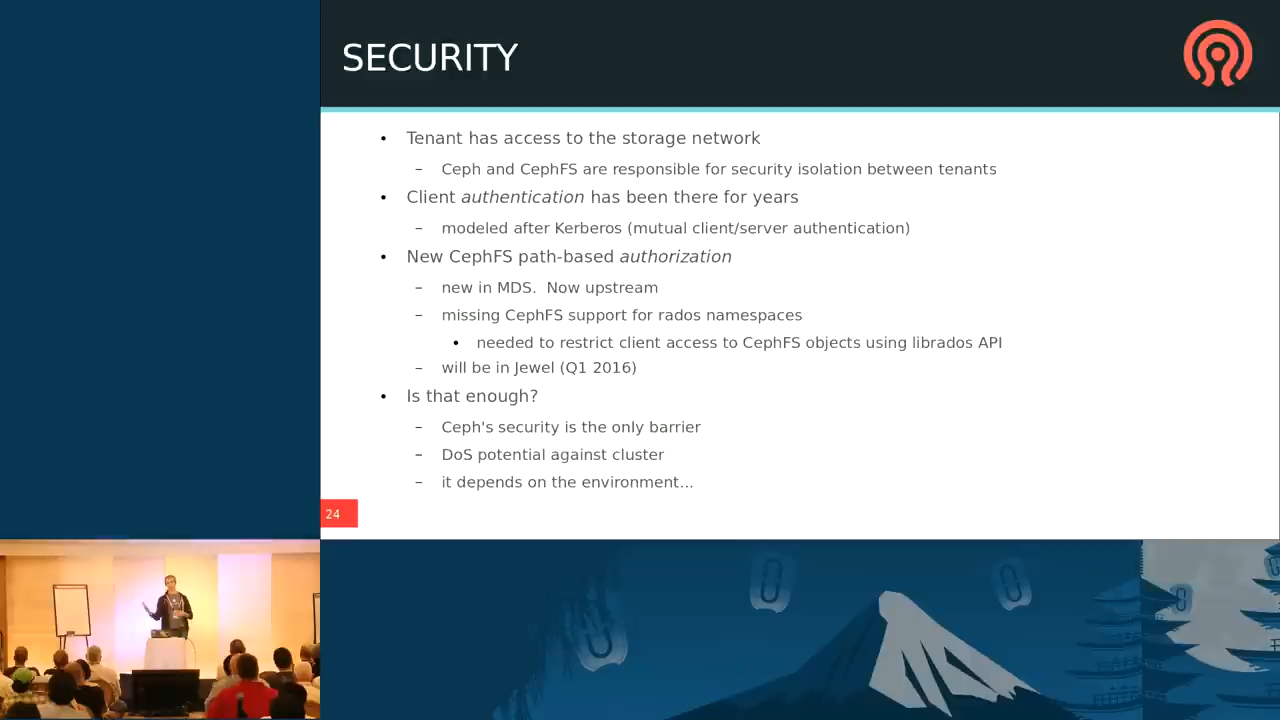 SECURITY
• Tenant has access to the storage network
– Ceph and CephFS are responsible for security isolation between tenants
• Client authentication has been there for years
– modeled after Kerberos (mutual client/server authentication)
• New CephFS path-based authorization
– new in MDS.  Now upstream
– missing CephFS support for rados namespaces
• needed to restrict client access to CephFS objects using librados API
– will be in Jewel (Q1 2016)
• Is that enough?
– Ceph's security is the only barrier
– DoS potential against cluster
– it depends on the environment...
24